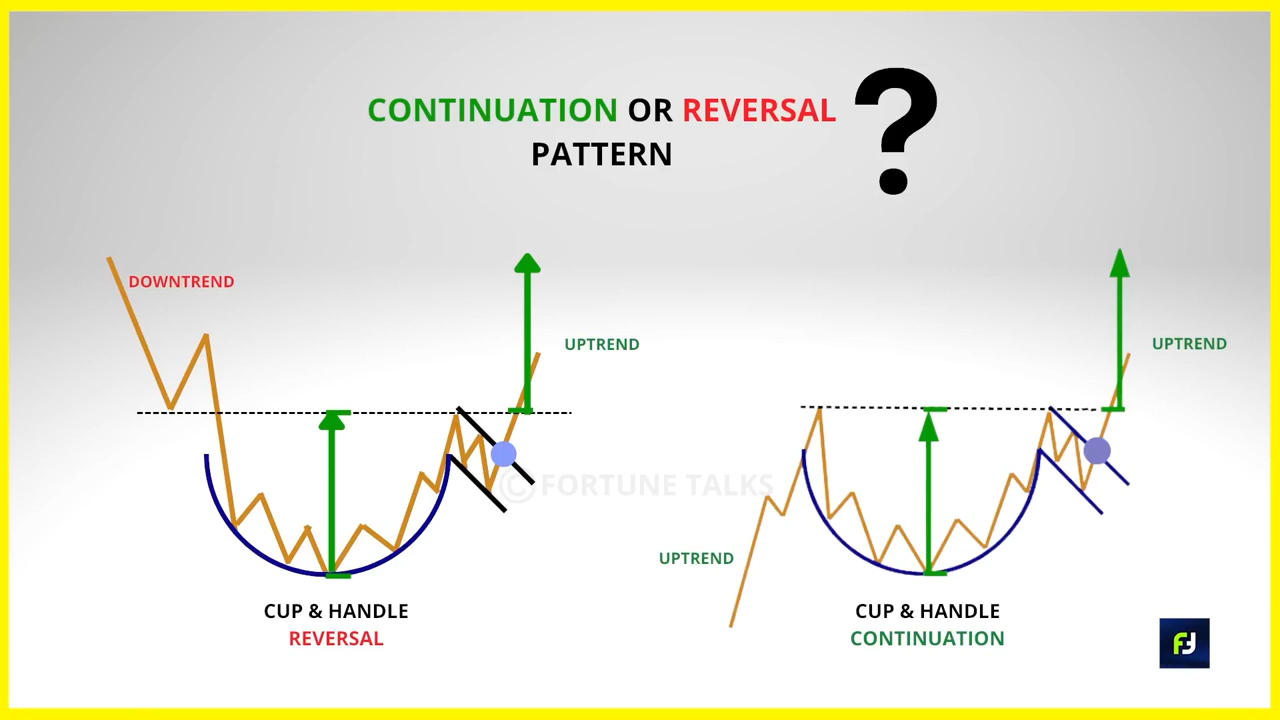 CONTINUATION OR REVERSAL
PATTERN
?
DOWNTREND
UPTREND
UPTREND
© FORTUNE TALKS
UPTREND
CUP & HANDLE
REVERSAL
CUP & HANDLE
CONTINUATION